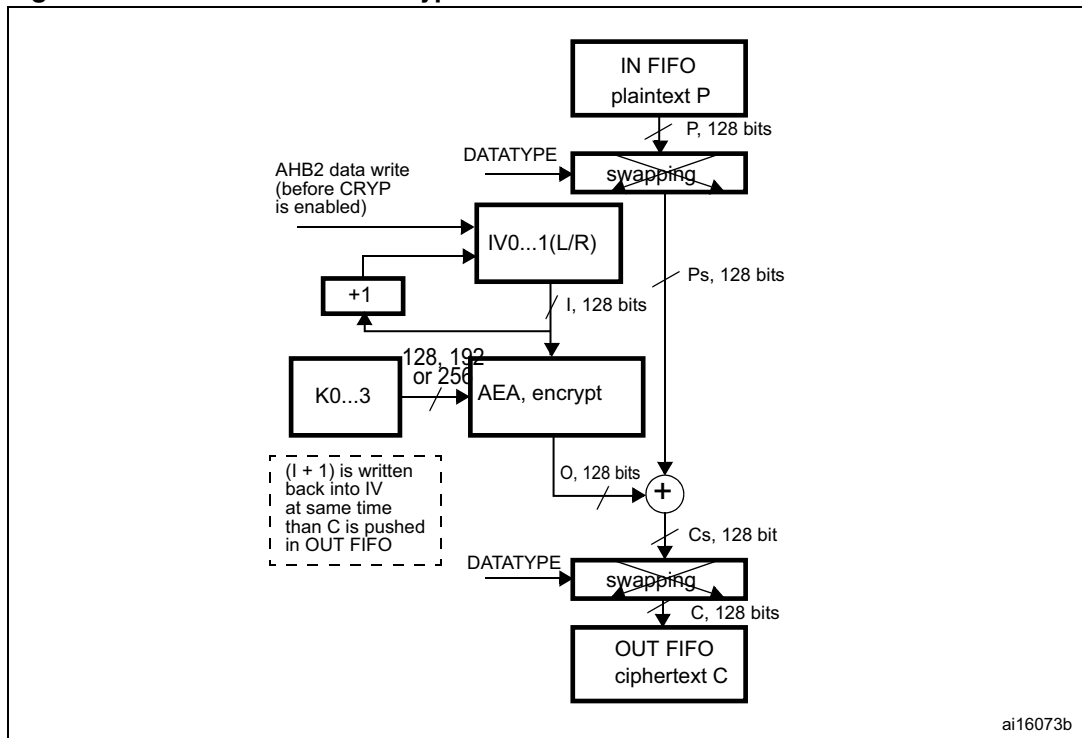 IN FIFO
plaintext P
P, 128 bits
DATATYPE
swapping
AHB2 data write
(before CRYP
is enabled)
IV0...1(L/R)
Ps, 128 bits
+1
I, 128 bits
128, 192
or 256
K0...3
AEA, encrypt
(I + 1) is written
back into IV
at same time
than C is pushed
in OUT FIFO
O, 128 bits
+
Cs, 128 bit
DATATYPE
swapping
C, 128 bits
OUT FIFO
ciphertext C
ai16073b